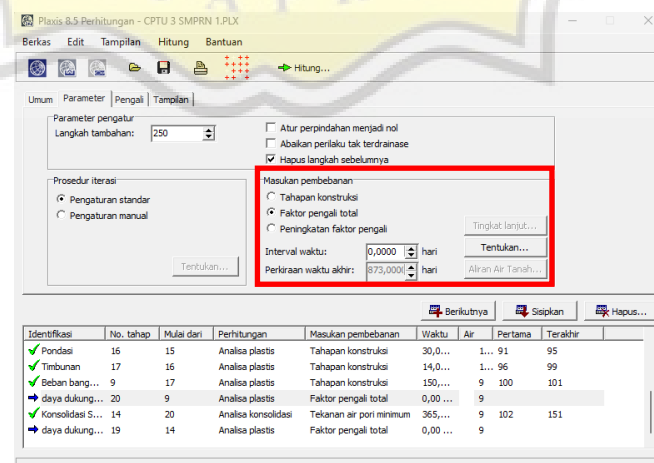 Plaxis 8.5 Perhitungan - CPTU 3 SMPRN 1.PLX
Berkas Edit Tampilan Hitung Bantuan
Hitung...
Umum Parameter Pengali Tampilan
Parameter pengatur
Langkah tambahan: 250
Atur perpindahan menjadi nol
Abaikan perilaku tak terdrainase
Hapus langkah sebelumnya
Prosedur iterasi
Pengaturan standar
Pengaturan manual
Tentukan...
Masukan pembebanan
Tahapan konstruksi
Faktor pengali total
Peningkatan faktor pengali
Tingkat lanjut...
Interval waktu: 0,0000 hari
Tentukan...
Perkiraan waktu akhir: 873,000 hari
Aliran Air Tanah...
Berikutnya Sisipkan Hapus...
Identifikasi No. tahap Mulai dari Perhitungan Masukan pembebanan Waktu Air Pertama Terakhir
Pondasi 16 15 Analisa plastis Tahapan konstruksi 30,0... 1... 91 95
Timbunan 17 16 Analisa plastis Tahapan konstruksi 14,0... 1... 96 99
Beban bang... 9 17 Analisa plastis Tahapan konstruksi 150,... 9 100 101
daya dukung... 20 9 Analisa plastis Faktor pengali total 0,00 ... 9
Konsolidasi S... 14 20 Analisa konsolidasi Tekanan air pori minimum 365,... 9 102 151
daya dukung... 19 14 Analisa plastis Faktor pengali total 0,00 ... 9